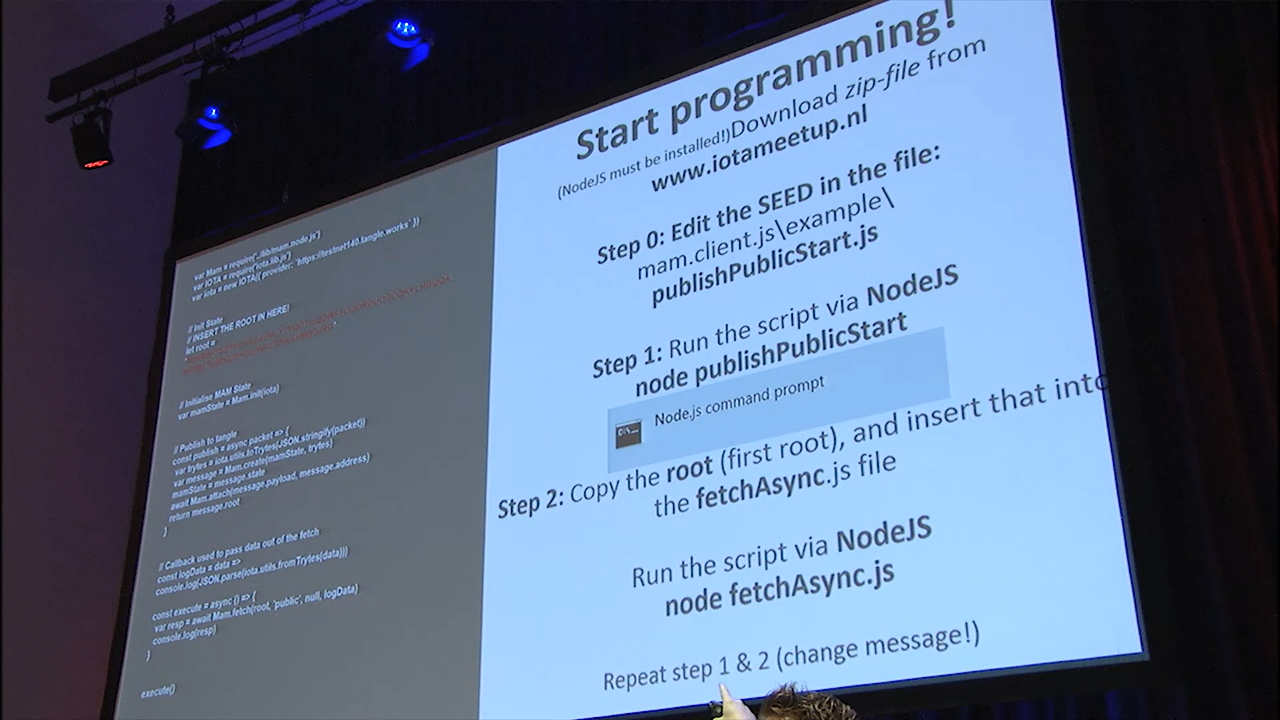 var Mam = require('./lib/mam.node.js')
var IOTA = require('iota.lib.js')
var iota = new IOTA({ provider: 'https://testnet140.tangle.works' })
// Init State
// INSERT THE ROOT IN HERE!
let root =
// Initialise MAM State
var mamState = Mam.init(iota)
// Publish to tangle
const publish = async packet => {
var trytes = iota.utils.toTrytes(JSON.stringify(packet))
var message = Mam.create(mamState, trytes)
mamState = message.state
await Mam.attach(message.payload, message.address)
return message.root
}
// Callback used to pass data out of the fetch
const logData = data =>
console.log(JSON.parse(iota.utils.fromTrytes(data)))
const execute = async () => {
var resp = await Mam.fetch(root, 'public', null, logData)
console.log(resp)
}
execute()
Start programming!
(NodeJS must be installed!)Download zip-file from
www.iotameetup.nl
Step 0: Edit the SEED in the file:
mam.client.js\example\
publishPublicStart.js
Step 1: Run the script via NodeJS
node publishPublicStart
Node.js command prompt
Step 2: Copy the root (first root), and insert that into
the fetchAsync.js file
Run the script via NodeJS
node fetchAsync.js
Repeat step 1 & 2 (change message!)